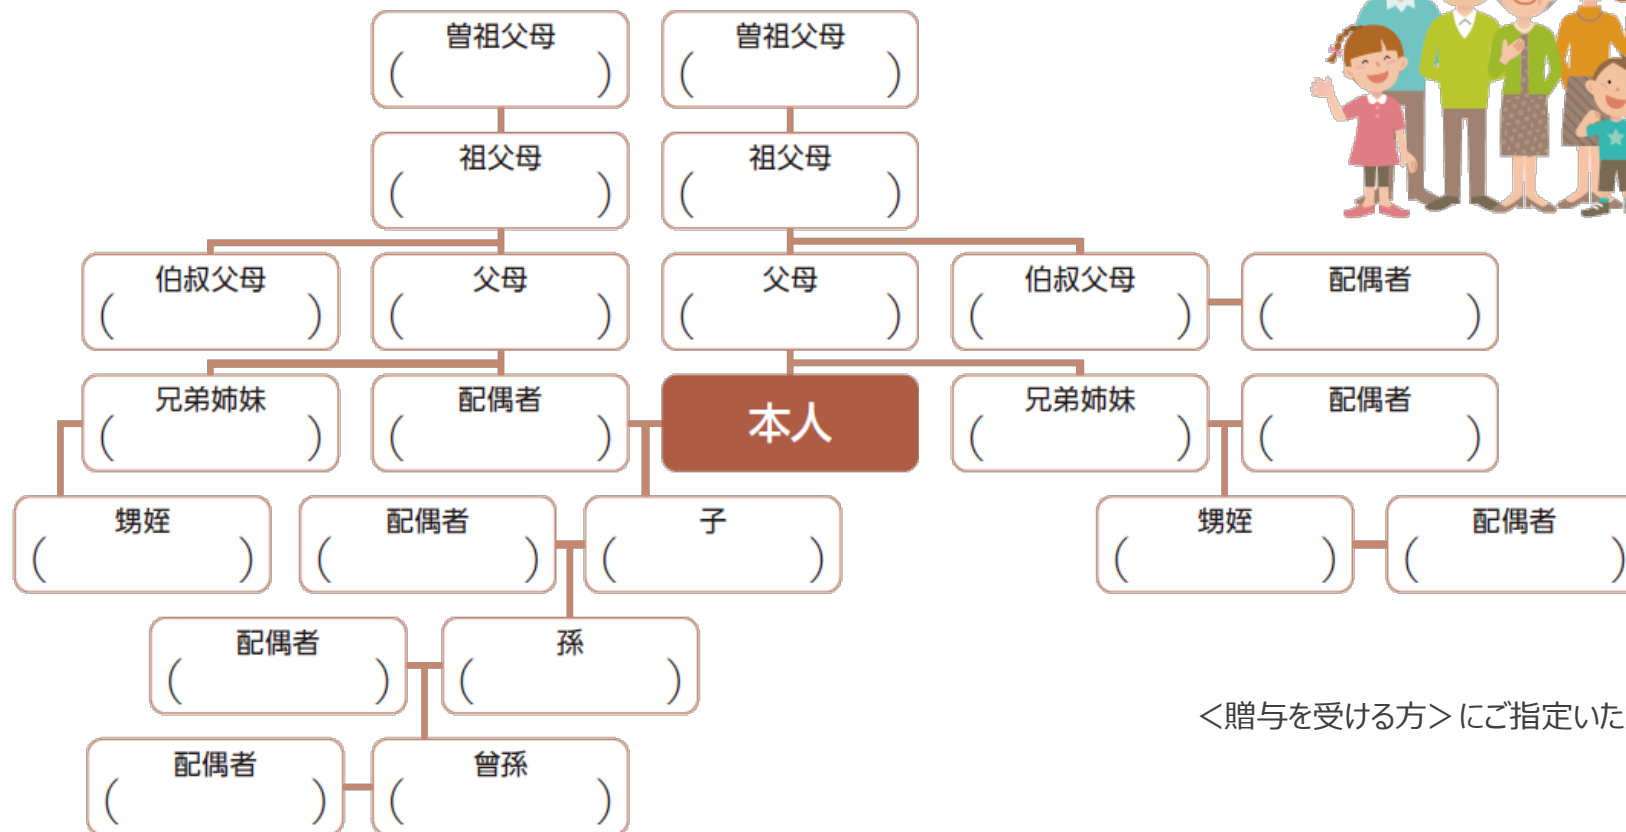 曽祖父母 曽祖父母
( ) ( )
祖父母 祖父母
( ) ( )
伯叔父母 父母 父母 伯叔父母 配偶者
( ) ( ) ( ) ( ) ( )
兄弟姉妹 配偶者 本人 兄弟姉妹 配偶者
( ) ( ) ( ) ( )
甥姪 配偶者 子 甥姪 配偶者
( ) ( ) ( ) ( ) ( )
配偶者 孫
( ) ( )
<贈与を受ける方>にご指定いた
配偶者 曾孫
( ) ( )